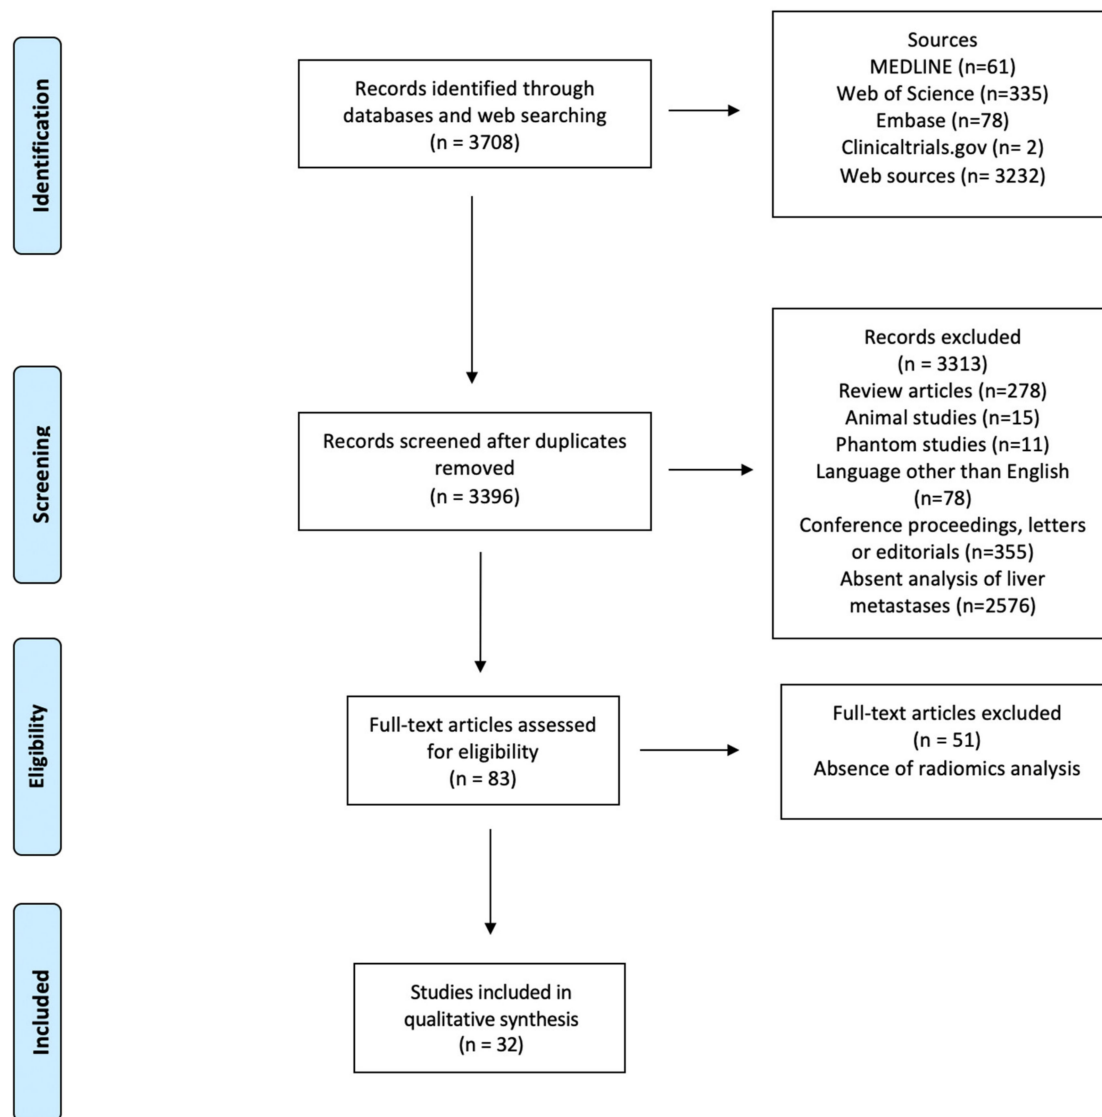 Identification
Records identified through
databases and web searching
(n = 3708)
Sources
MEDLINE (n=61)
Web of Science (n=335)
Embase (n=78)
Clinicaltrials.gov (n= 2)
Web sources (n= 3232)
Screening
Records screened after duplicates
removed
(n = 3396)
Records excluded
(n = 3313)
Review articles (n=278)
Animal studies (n=15)
Phantom studies (n=11)
Language other than English
(n=78)
Conference proceedings, letters
or editorials (n=355)
Absent analysis of liver
metastases (n=2576)
Eligibility
Full-text articles assessed
for eligibility
(n = 83)
Full-text articles excluded
(n = 51)
Absence of radiomics analysis
Included
Studies included in
qualitative synthesis
(n = 32)